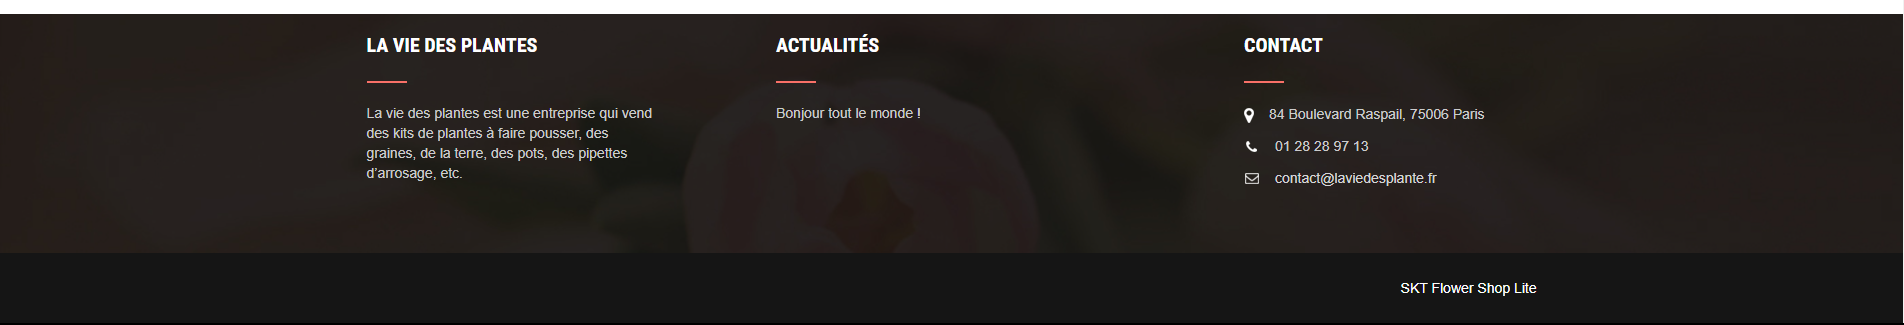 LA VIE DES PLANTES
La vie des plantes est une entreprise qui vend
des kits de plantes à faire pousser, des
graines, de la terre, des pots, des pipettes
d’arrosage, etc.
ACTUALITÉS
Bonjour tout le monde !
CONTACT
84 Boulevard Raspail, 75006 Paris
01 28 28 97 13
contact@laviedesplante.fr
SKT Flower Shop Lite